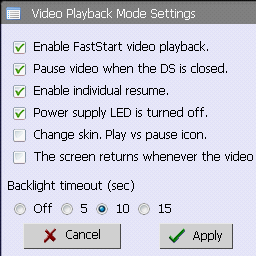 Video Playback Mode Settings
Enable FastStart video playback.
Pause video when the DS is closed.
Enable individual resume.
Power supply LED is turned off.
Change skin. Play vs pause icon.
The screen returns whenever the video
Backlight timeout (sec)
Off 5 10 15
Cancel Apply